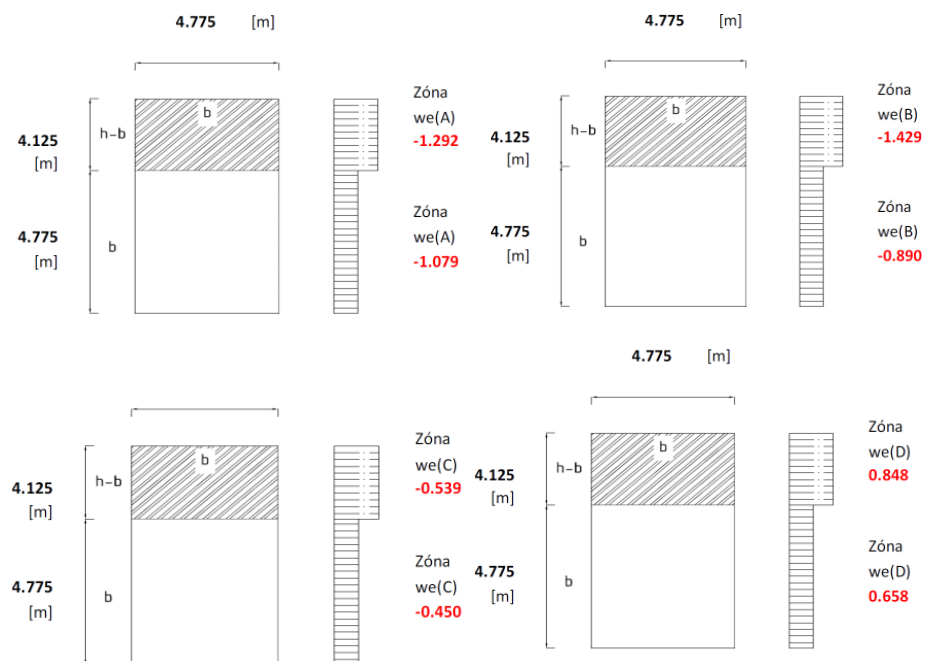 4.775 [m]
b
h-b
4.125
[m]
4.775
[m]
b
Zóna
we(A)
-1.292
Zóna
we(A)
-1.079
4.775 [m]
b
h-b
4.125
[m]
4.775
[m]
b
Zóna
we(B)
-1.429
Zóna
we(B)
-0.890
b
h-b
4.125
[m]
4.775
[m]
b
Zóna
we(C)
-0.539
Zóna
we(C)
-0.450
4.775 [m]
b
h-b
4.125
[m]
4.775
[m]
b
Zóna
we(D)
0.848
Zóna
we(D)
0.658